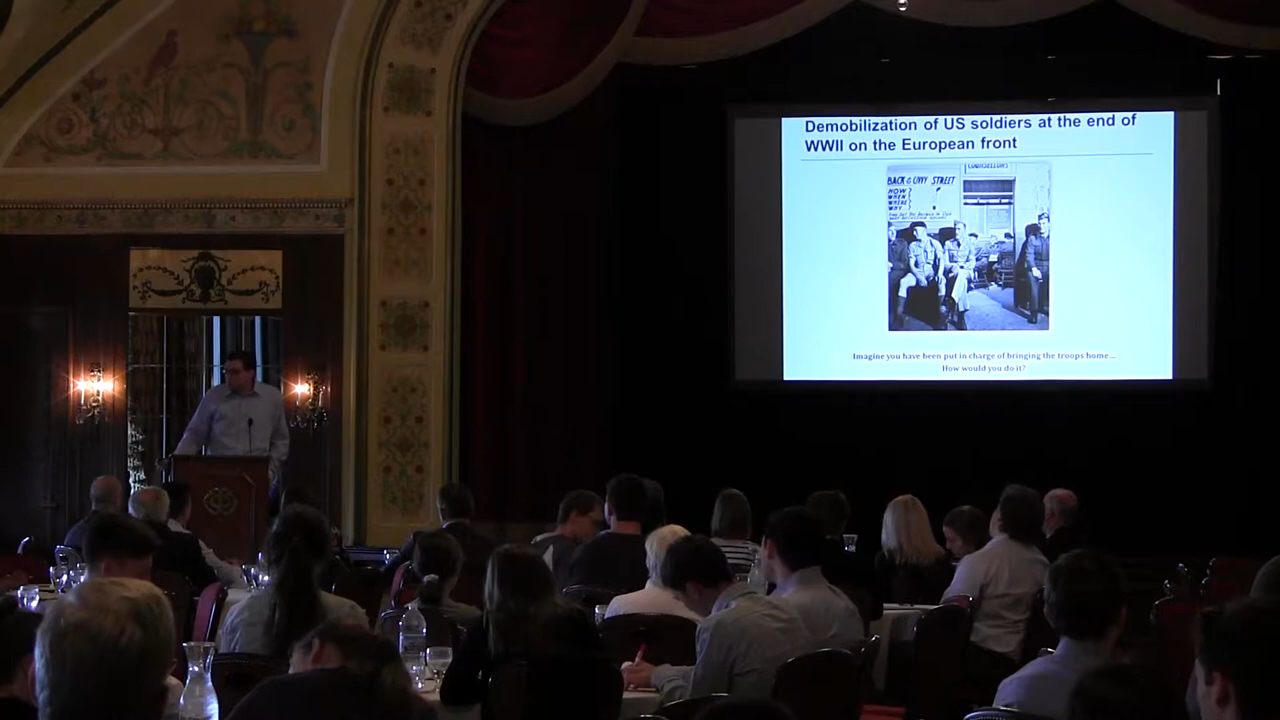 Demobilization of US soldiers at the end of
WWII on the European front
COUNSELLORS
BACK to CIVVY STREET
HOW?
WHEN?
WHERE?
WHY?
Imagine you have been put in charge of bringing the troops home...
How would you do it?